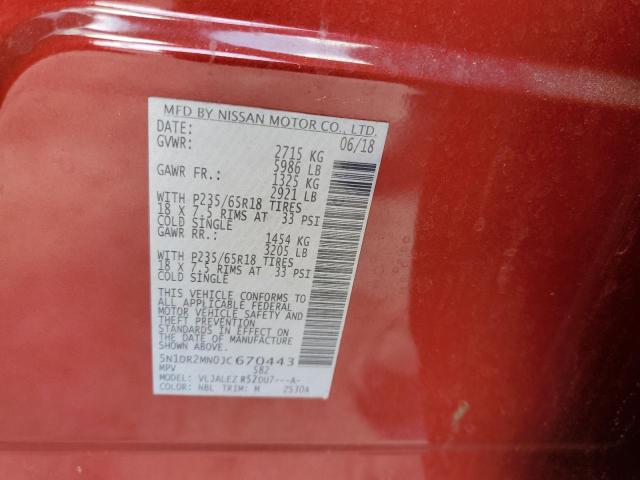 MFD BY NISSAN MOTOR CO., LTD.
DATE: 06/18
GVWR: 2715 KG
5986 LB
GAWR FR.: 1325 KG
2921 LB
WITH P235/65R18 TIRES
18 X 7.5 RIMS AT 33 PSI
COLD SINGLE
GAWR RR.: 1454 KG
3205 LB
WITH P235/65R18 TIRES
18 X 7.5 RIMS AT 33 PSI
COLD SINGLE
THIS VEHICLE CONFORMS TO
ALL APPLICABLE FEDERAL
MOTOR VEHICLE SAFETY AND
THEFT PREVENTION
STANDARDS IN EFFECT ON
THE DATE OF MANUFACTURE
SHOWN ABOVE.
5N1DR2MN0JC670443
MPV S82
MODEL: VLJALEZ R52DU7---A-
COLOR: NBL TRIM: M 2530A